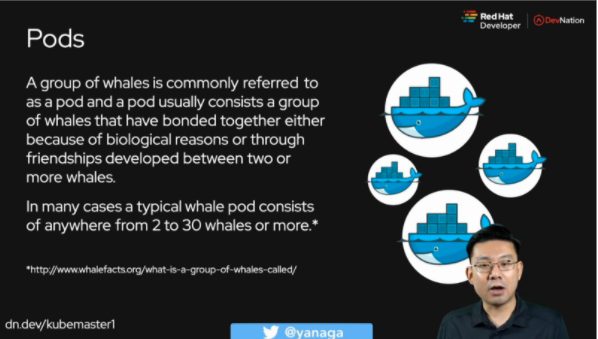 Red Hat
Developer
DevNation
Pods
A group of whales is commonly referred to
as a pod and a pod usually consists a group
of whales that have bonded together either
because of biological reasons or through
friendships developed between two or
more whales.
In many cases a typical whale pod consists
of anywhere from 2 to 30 whales or more.*
*http://www.whalefacts.org/what-is-a-group-of-whales-called/
dn.dev/kubemaster1
@yanaga